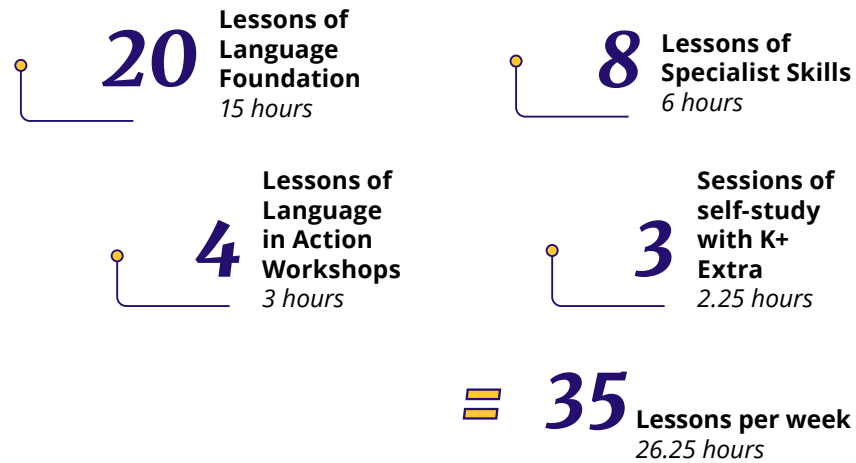 20
Lessons of
Language
Foundation
15 hours
8
Lessons of
Specialist Skills
6 hours
4
Lessons of
Language
in Action
Workshops
3 hours
3
Sessions of
self-study
with K+
Extra
2.25 hours
= 35
Lessons per week
26.25 hours